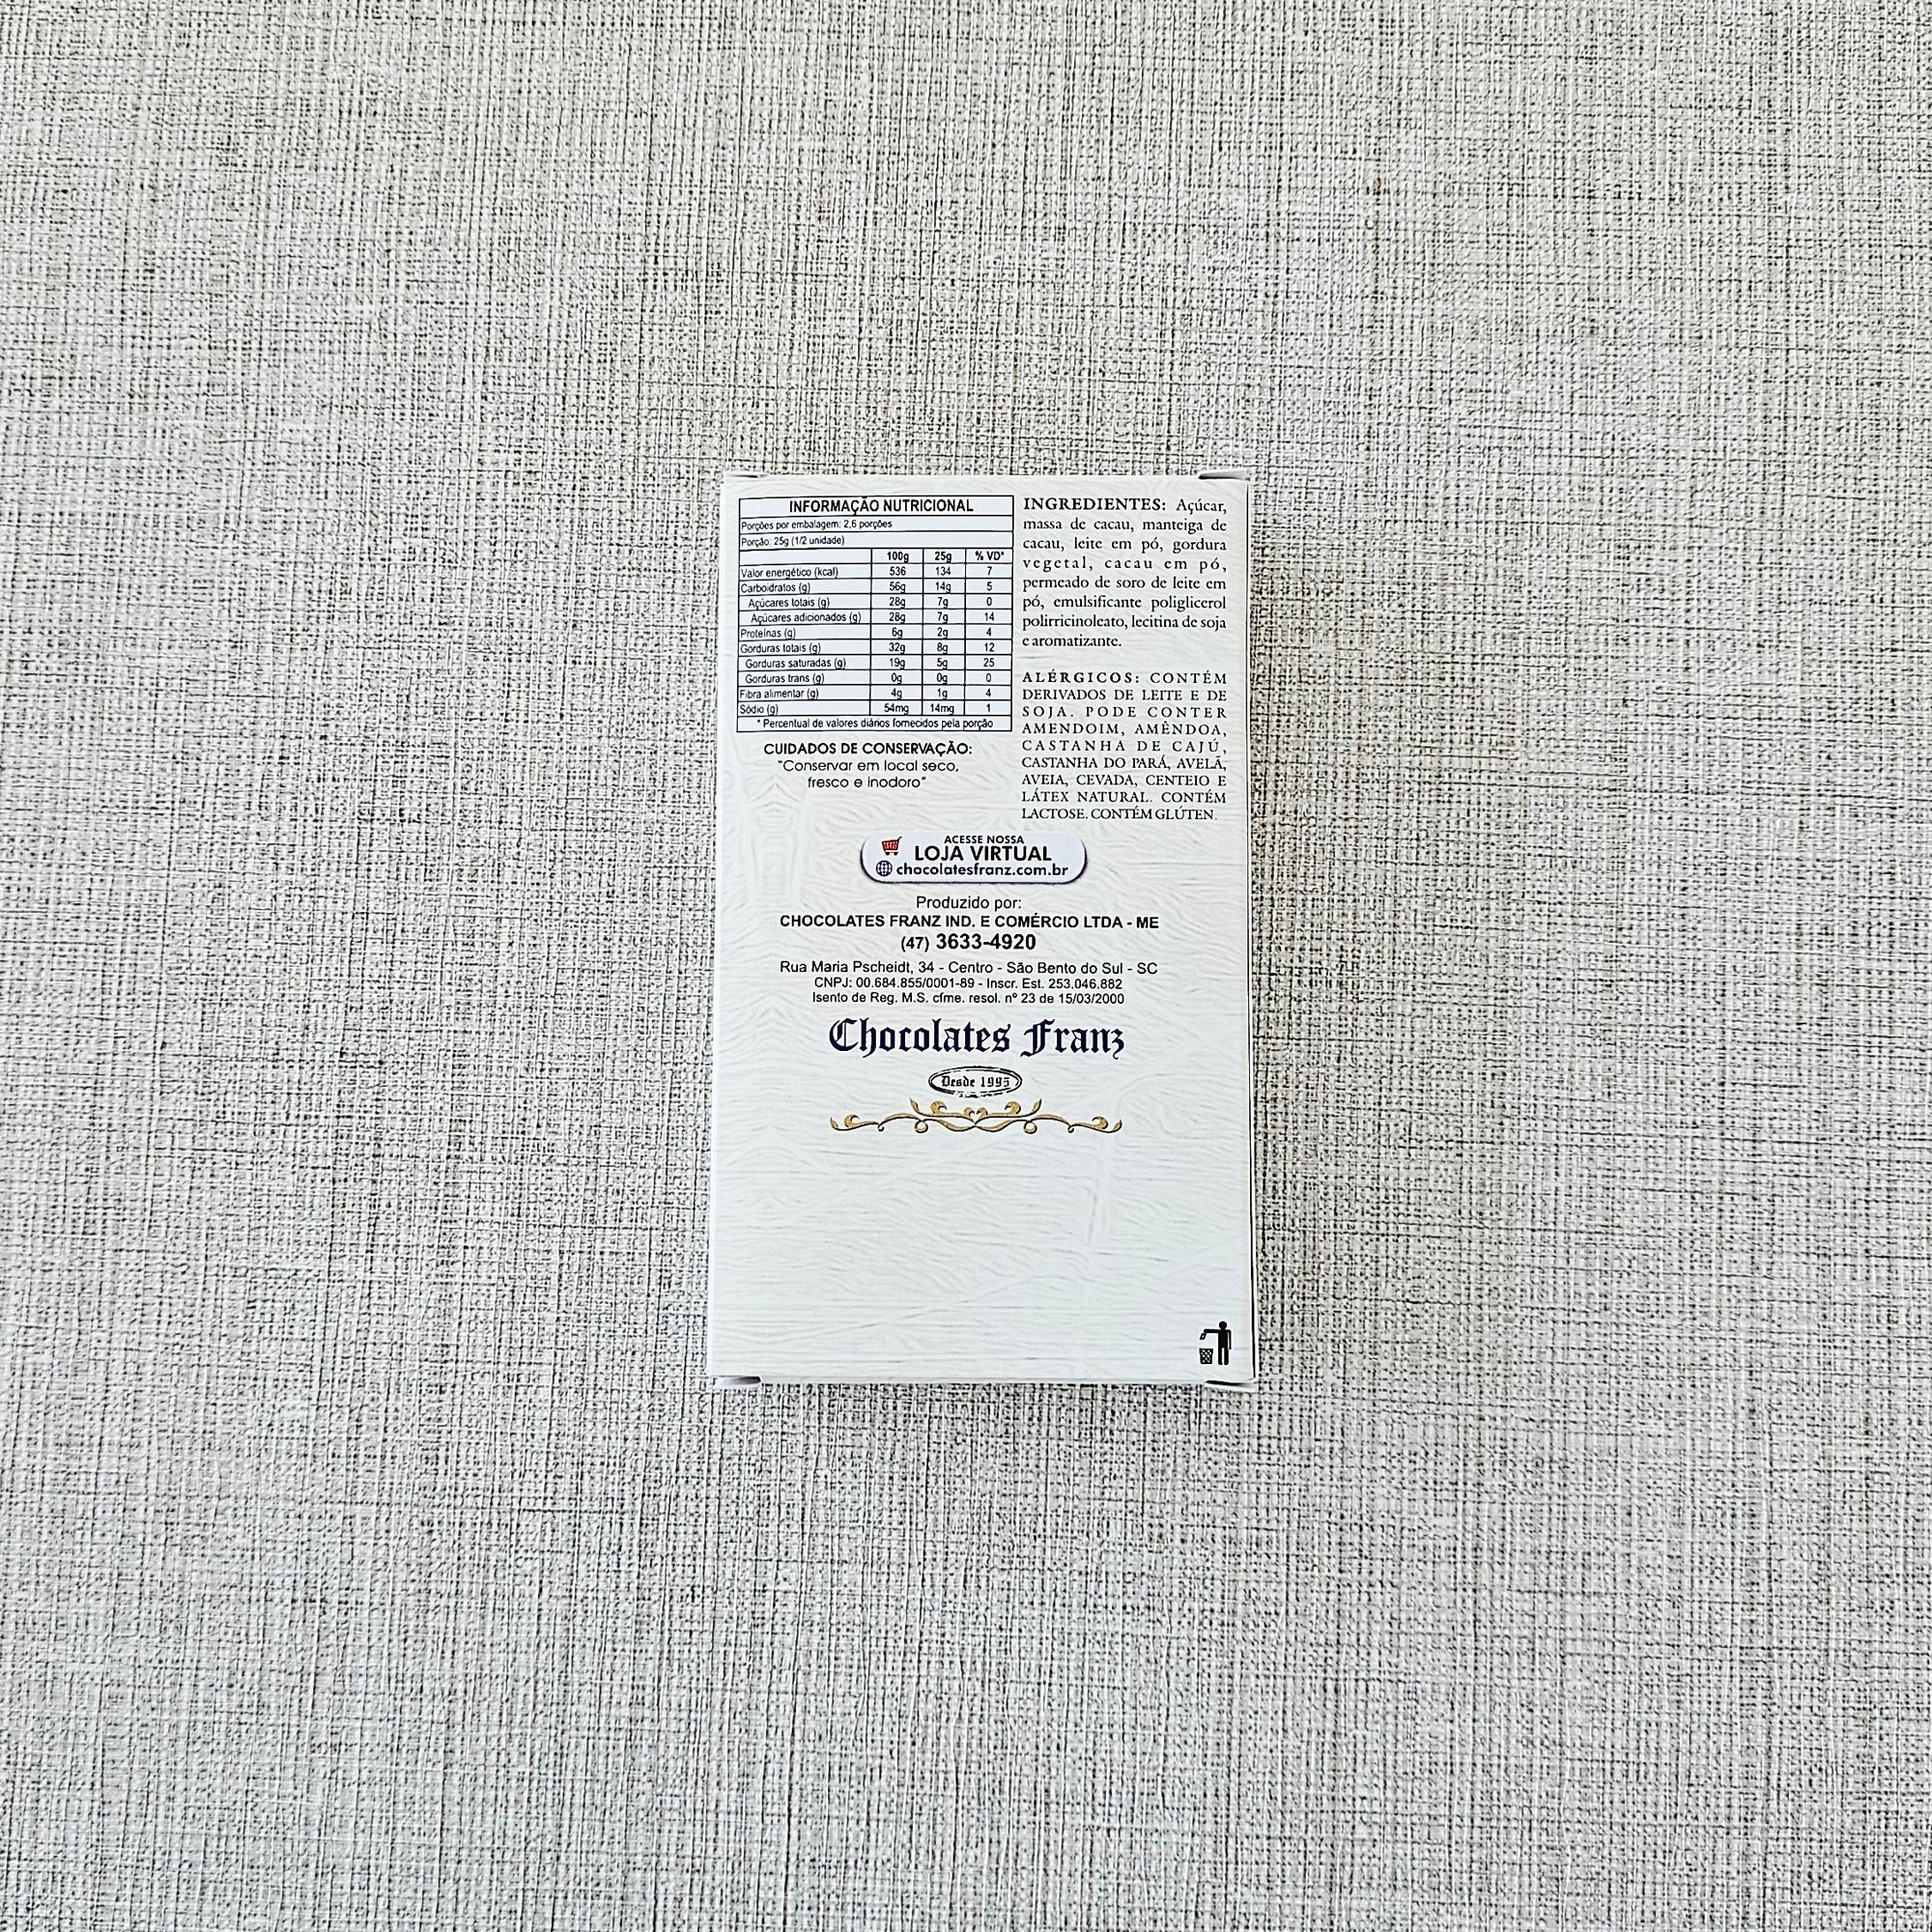 INFORMAÇÃO NUTRICIONAL
Porções por embalagem: 2,6 porções
Porção: 25g (1/2 unidade)
100g 25g % VD*
Valor energético (kcal) 536 134 7
Carboidratos (g) 56g 14g 5
Açúcares totais (g) 28g 7g 0
Açúcares adicionados (g) 28g 7g 14
Proteínas (g) 6g 2g 4
Gorduras totais (g) 32g 8g 12
Gorduras saturadas (g) 19g 5g 25
Gorduras trans (g) 0g 0g 0
Fibra alimentar (g) 4g 1g 4
Sódio (g) 54mg 14mg 1
* Percentual de valores diários fornecidos pela porção
CUIDADOS DE CONSERVAÇÃO:
"Conservar em local seco,
fresco e inodoro"
INGREDIENTES: Açúcar,
massa de cacau, manteiga de
cacau, leite em pó, gordura
vegetal, cacau em pó,
permeado de soro de leite em
pó, emulsificante poliglicerol
polirricinoleato, lecitina de soja
e aromatizante.
ALÉRGICOS: CONTÉM
DERIVADOS DE LEITE E DE
SOJA. PODE CONTER
AMENDOIM, AMÊNDOA,
CASTANHA DE CAJÚ,
CASTANHA DO PARÁ, AVELÃ,
AVEIA, CEVADA, CENTEIO E
LÁTEX NATURAL. CONTÉM
LACTOSE. CONTÉM GLÚTEN.
ACESSE NOSSA
LOJA VIRTUAL
chocolatesfranz.com.br
Produzido por:
CHOCOLATES FRANZ IND. E COMÉRCIO LTDA - ME
(47) 3633-4920
Rua Maria Pscheidt, 34 - Centro - São Bento do Sul - SC
CNPJ: 00.684.855/0001-89 - Inscr. Est. 253.046.882
Isento de Reg. M.S. cfme. resol. nº 23 de 15/03/2000
Chocolates Franz
Desde 1995